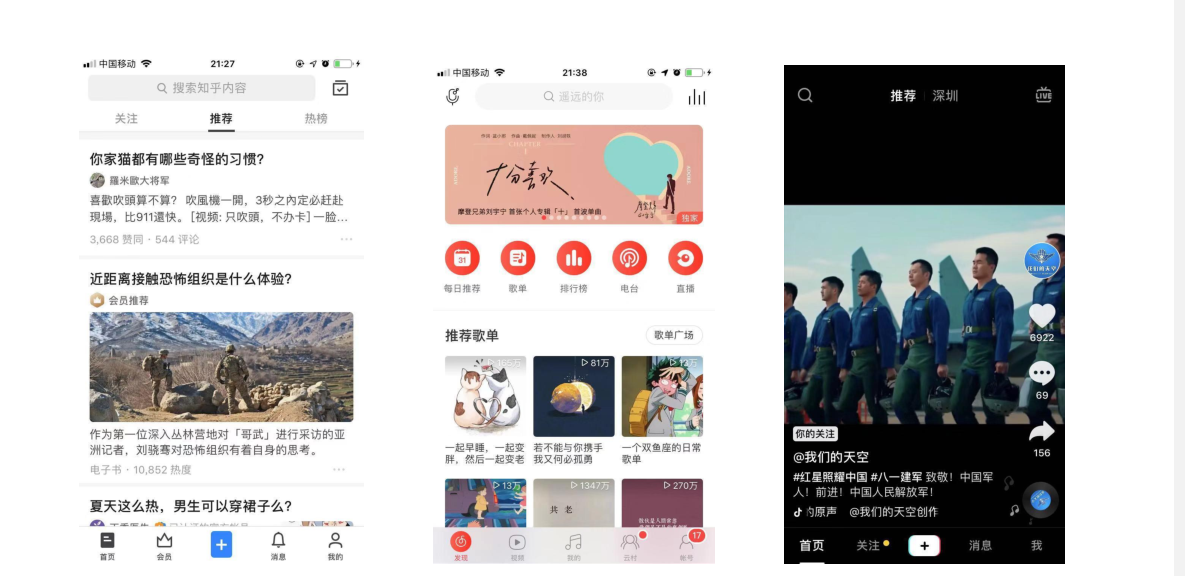 中国移动
21:27
搜索知乎内容
关注
推荐
热榜
你家猫都有哪些奇怪的习惯?
羅米歐大将军
喜歡吹頭算不算? 吹風機一開，3秒之內定必赶赴
現場，比911還快。[视频: 只吹頭，不办卡] 一脸...
3,668 赞同 · 544 评论
近距离接触恐怖组织是什么体验?
会员推荐
作为第一位深入丛林营地对「哥武」进行采访的亚
洲记者，刘骁骞对恐怖组织有着自身的思考。
电子书 · 10,852 热度
夏天这么热，男生可以穿裙子么?
首页
会员
消息
我的
中国移动
21:38
遥远的你
CHAPTER
十分喜欢
摩登兄弟刘宇宁 首张个人专辑「十」 首波单曲
独家
31
每日推荐
歌单
排行榜
电台
直播
推荐歌单
歌单广场
81万
一起早睡，一起变
胖，然后一起变老
若不能与你携手
我又何必孤勇
一个双鱼座的日常
歌单
13万
1347万
270万
共 老
发现
视频
我的
云村
帐号
17
推荐
深圳
LIVE
我们的天空
6922
69
156
你的关注
@我们的天空
#红星照耀中国 #八一建军 致敬！中国军
人！前进！中国人民解放军！
原声 @我们的天空创作
首页
关注
消息
我